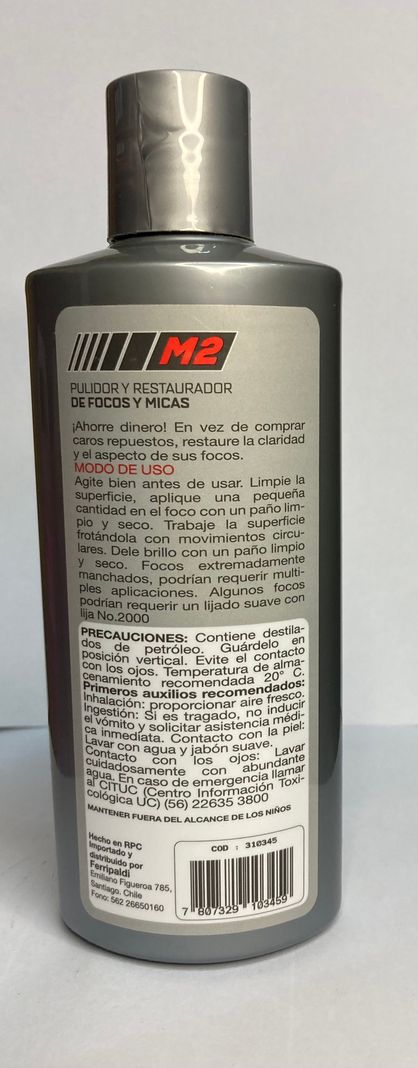 M2
PULIDOR Y RESTAURADOR
DE FOCOS Y MICAS
¡Ahorre dinero! En vez de comprar
caros repuestos, restaure la claridad
y el aspecto de sus focos.
MODO DE USO
Agite bien antes de usar. Limpie la
superficie, aplique una pequeña
cantidad en el foco con un paño lim-
pio y seco. Trabaje la superficie
frotándola con movimientos circu-
lares. Dele brillo con un paño limpio
y seco. Focos extremadamente
manchados, podrían requerir multi-
ples aplicaciones. Algunos focos
podrían requerir un lijado suave con
lija No.2000
PRECAUCIONES: Contiene destila-
dos de petróleo. Guárdelo en
posición vertical. Evite el contacto
con los ojos. Temperatura de alma-
cenamiento recomendada 20° C.
Primeros auxilios recomendados:
Inhalación: proporcionar aire fresco.
Ingestión: Si es tragado, no inducir
el vómito y solicitar asistencia médi-
ca inmediata. Contacto con la piel:
Lavar con agua y jabón suave.
Contacto con los ojos: Lavar
cuidadosamente con abundante
agua. En caso de emergencia llamar
al CITUC (Centro Información Toxi-
cológica UC) (56) 22635 3800
MANTENER FUERA DEL ALCANCE DE LOS NIÑOS
Hecho en RPC
Importado y
distribuido por
Ferripaldi
Emiliano Figueroa 785,
Santiago. Chile
Fono: 562 26650160
COD : 310345
7 807329 103459